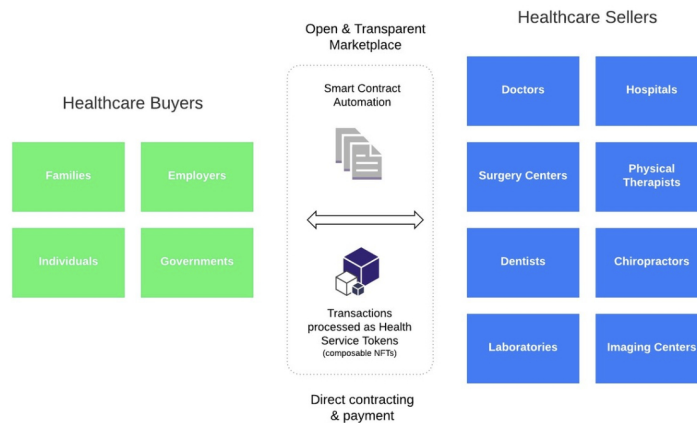 Healthcare Buyers
Families
Employers
Individuals
Governments
Open & Transparent
Marketplace
Smart Contract
Automation
Transactions
processed as Health
Service Tokens
(composable NFTs)
Direct contracting
& payment
Healthcare Sellers
Doctors
Hospitals
Surgery Centers
Physical
Therapists
Dentists
Chiropractors
Laboratories
Imaging Centers